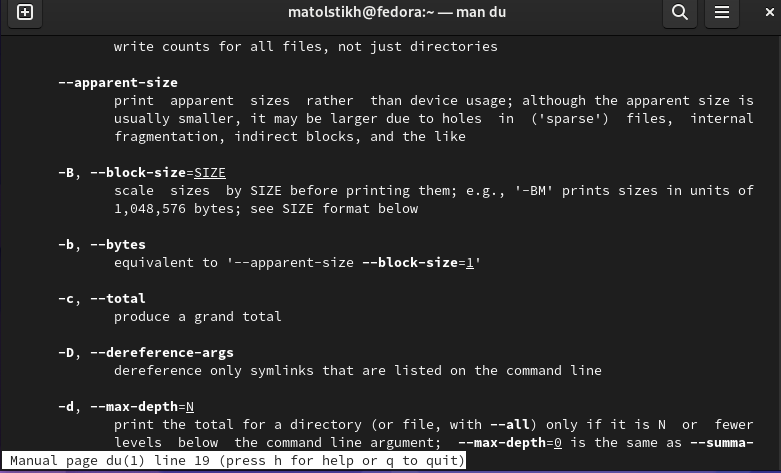 matolstikh@fedora:~ — man du
write counts for all files, not just directories
--apparent-size
print apparent sizes rather than device usage; although the apparent size is
usually smaller, it may be larger due to holes in ('sparse') files, internal
fragmentation, indirect blocks, and the like
-B, --block-size=SIZE
scale sizes by SIZE before printing them; e.g., '-BM' prints sizes in units of
1,048,576 bytes; see SIZE format below
-b, --bytes
equivalent to '--apparent-size --block-size=1'
-c, --total
produce a grand total
-D, --dereference-args
dereference only symlinks that are listed on the command line
-d, --max-depth=N
print the total for a directory (or file, with --all) only if it is N or fewer
levels below the command line argument; --max-depth=0 is the same as --summa-
Manual page du(1) line 19 (press h for help or q to quit)